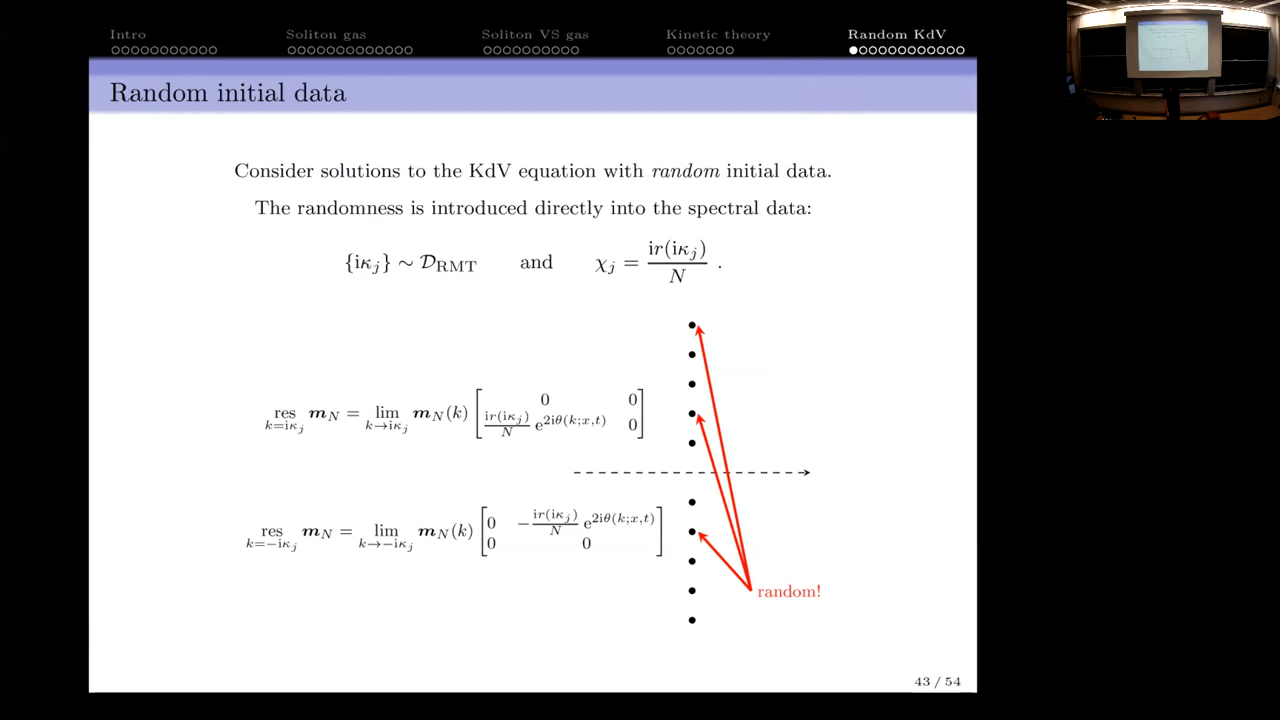 Intro Soliton gas Soliton VS gas Kinetic theory Random KdV
Random initial data
Consider solutions to the KdV equation with random initial data.
The randomness is introduced directly into the spectral data:
{iκ_j} ∼ 𝒟_RMT and χ_j = ir(iκ_j)/N .
res_{k=iκ_j} m_N = lim_{k→iκ_j} m_N(k) [0 0; ir(iκ_j)/N e^{2iθ(k;x,t)} 0]
res_{k=−iκ_j} m_N = lim_{k→−iκ_j} m_N(k) [0 −ir(iκ_j)/N e^{2iθ(k;x,t)}; 0 0]
random!
43 / 54